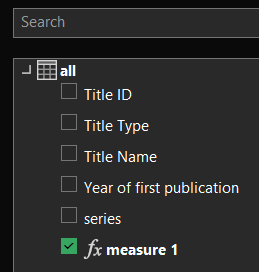 Search
all
Title ID
Title Type
Title Name
Year of first publication
series
fx measure 1